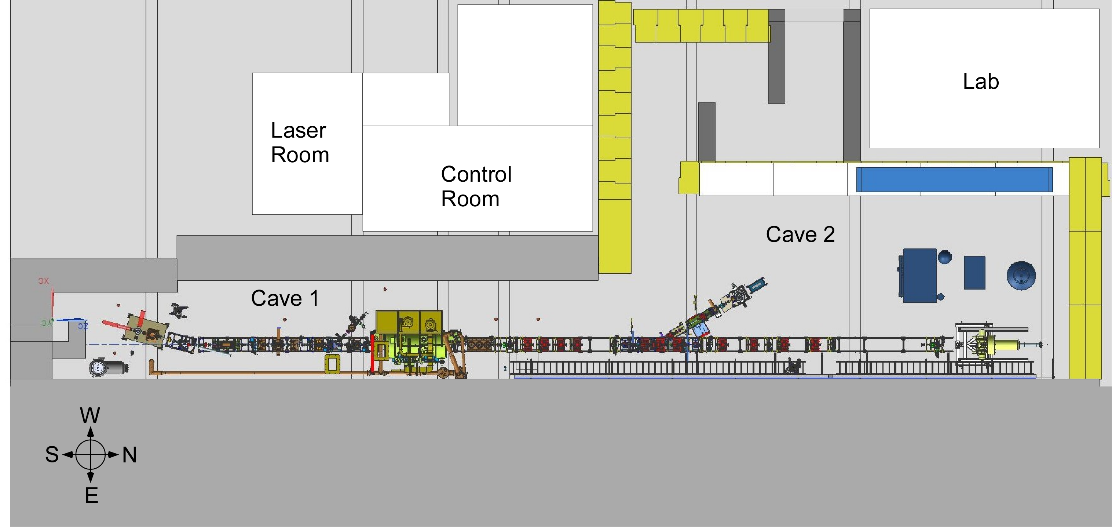 Laser
Room
Control
Room
Lab
Cave 2
Cave 1
W
S N
E